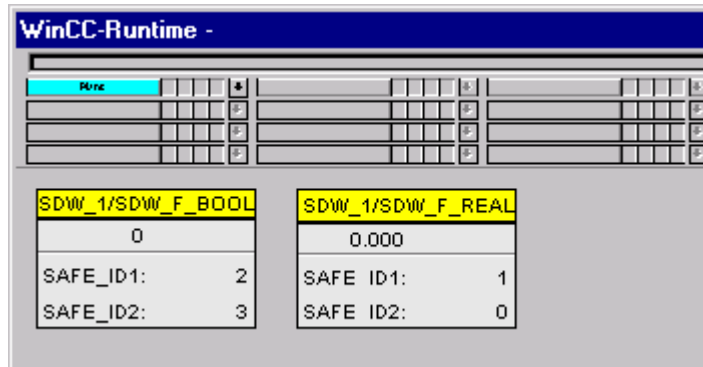 WinCC-Runtime -
SDW_1/SDW_F_BOOL
0
SAFE_ID1: 2
SAFE_ID2: 3
SDW_1/SDW_F_REAL
0.000
SAFE ID1: 1
SAFE ID2: 0